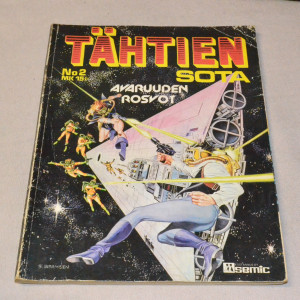 TÄHTIEN
No 2
MK 15:-
SOTA
AVARUUDEN
ROSVOT
semic